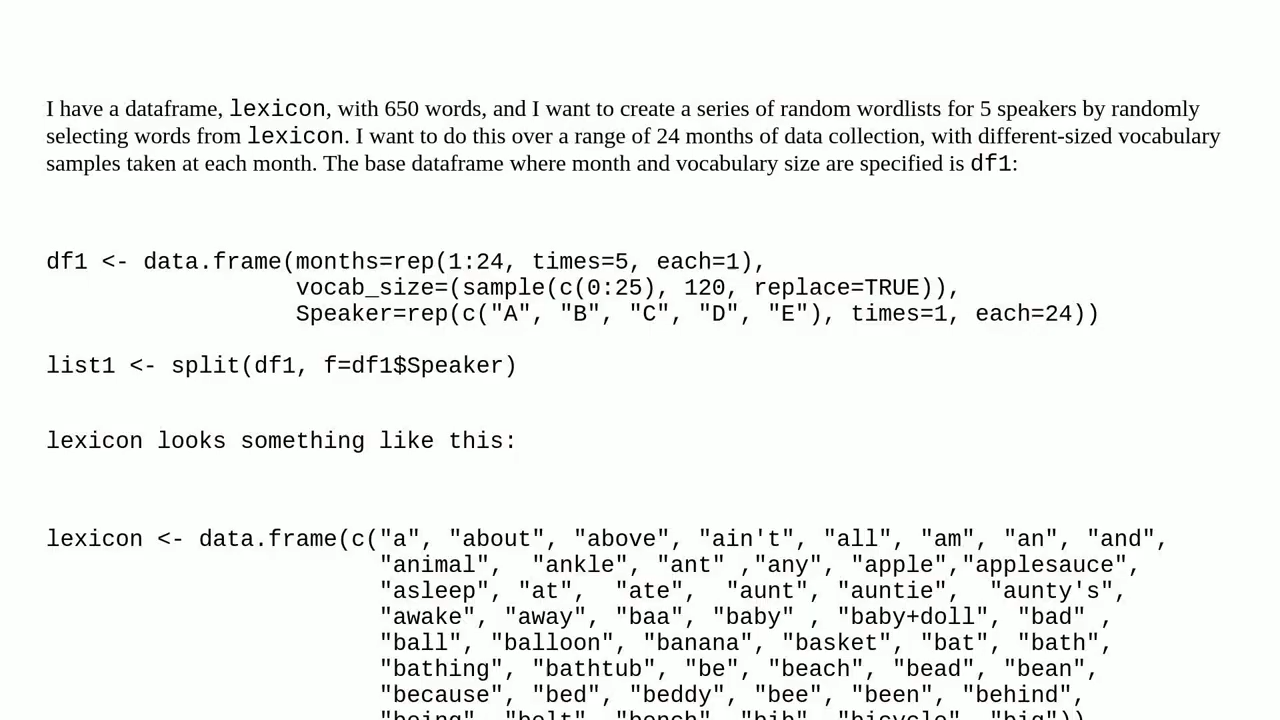 I have a dataframe, lexicon, with 650 words, and I want to create a series of random wordlists for 5 speakers by randomly
selecting words from lexicon. I want to do this over a range of 24 months of data collection, with different-sized vocabulary
samples taken at each month. The base dataframe where month and vocabulary size are specified is df1:
df1 <- data.frame(months=rep(1:24, times=5, each=1),
                  vocab_size=(sample(c(0:25), 120, replace=TRUE)),
                  Speaker=rep(c("A", "B", "C", "D", "E"), times=1, each=24))
list1 <- split(df1, f=df1$Speaker)
lexicon looks something like this:
lexicon <- data.frame(c("a", "about", "above", "ain't", "all", "am", "an", "and",
                        "animal",  "ankle", "ant" ,"any", "apple","applesauce",
                        "asleep", "at",  "ate",  "aunt", "auntie",  "aunty's",
                        "awake", "away", "baa", "baby" , "baby+doll", "bad" ,
                        "ball", "balloon", "banana", "basket", "bat", "bath",
                        "bathing", "bathtub", "be", "beach", "bead", "bean",
                        "because", "bed", "beddy", "bee", "been", "behind",
                        "being", "belt", "bench", "bib", "bicycle", "big"))